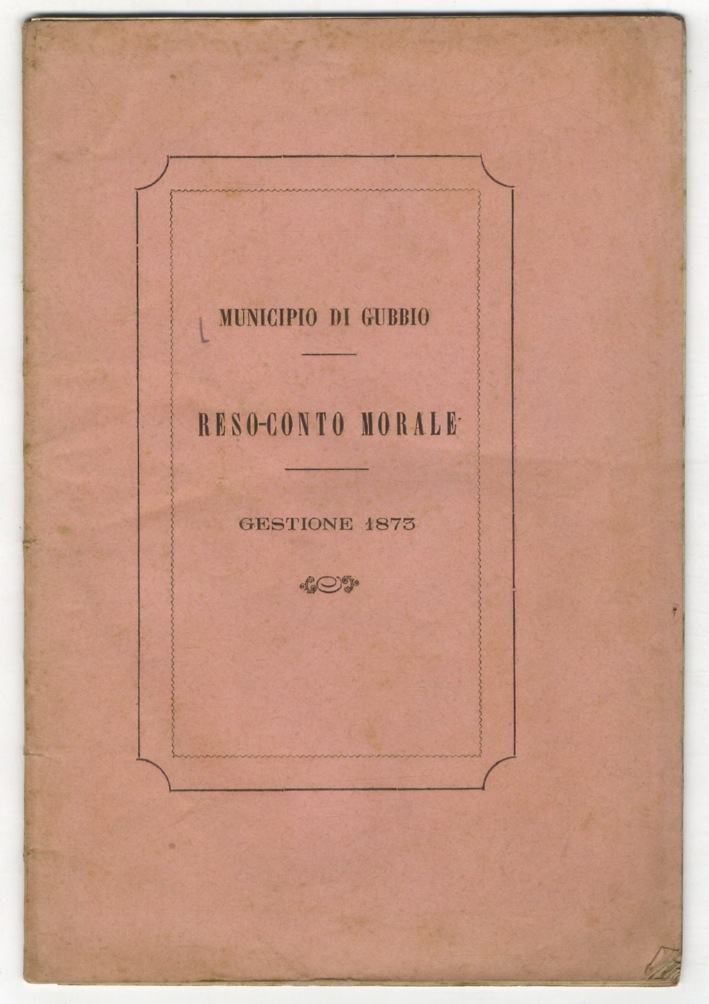 MUNICIPIO DI GUBBIO
RESO-CONTO MORALE
GESTIONE 1873